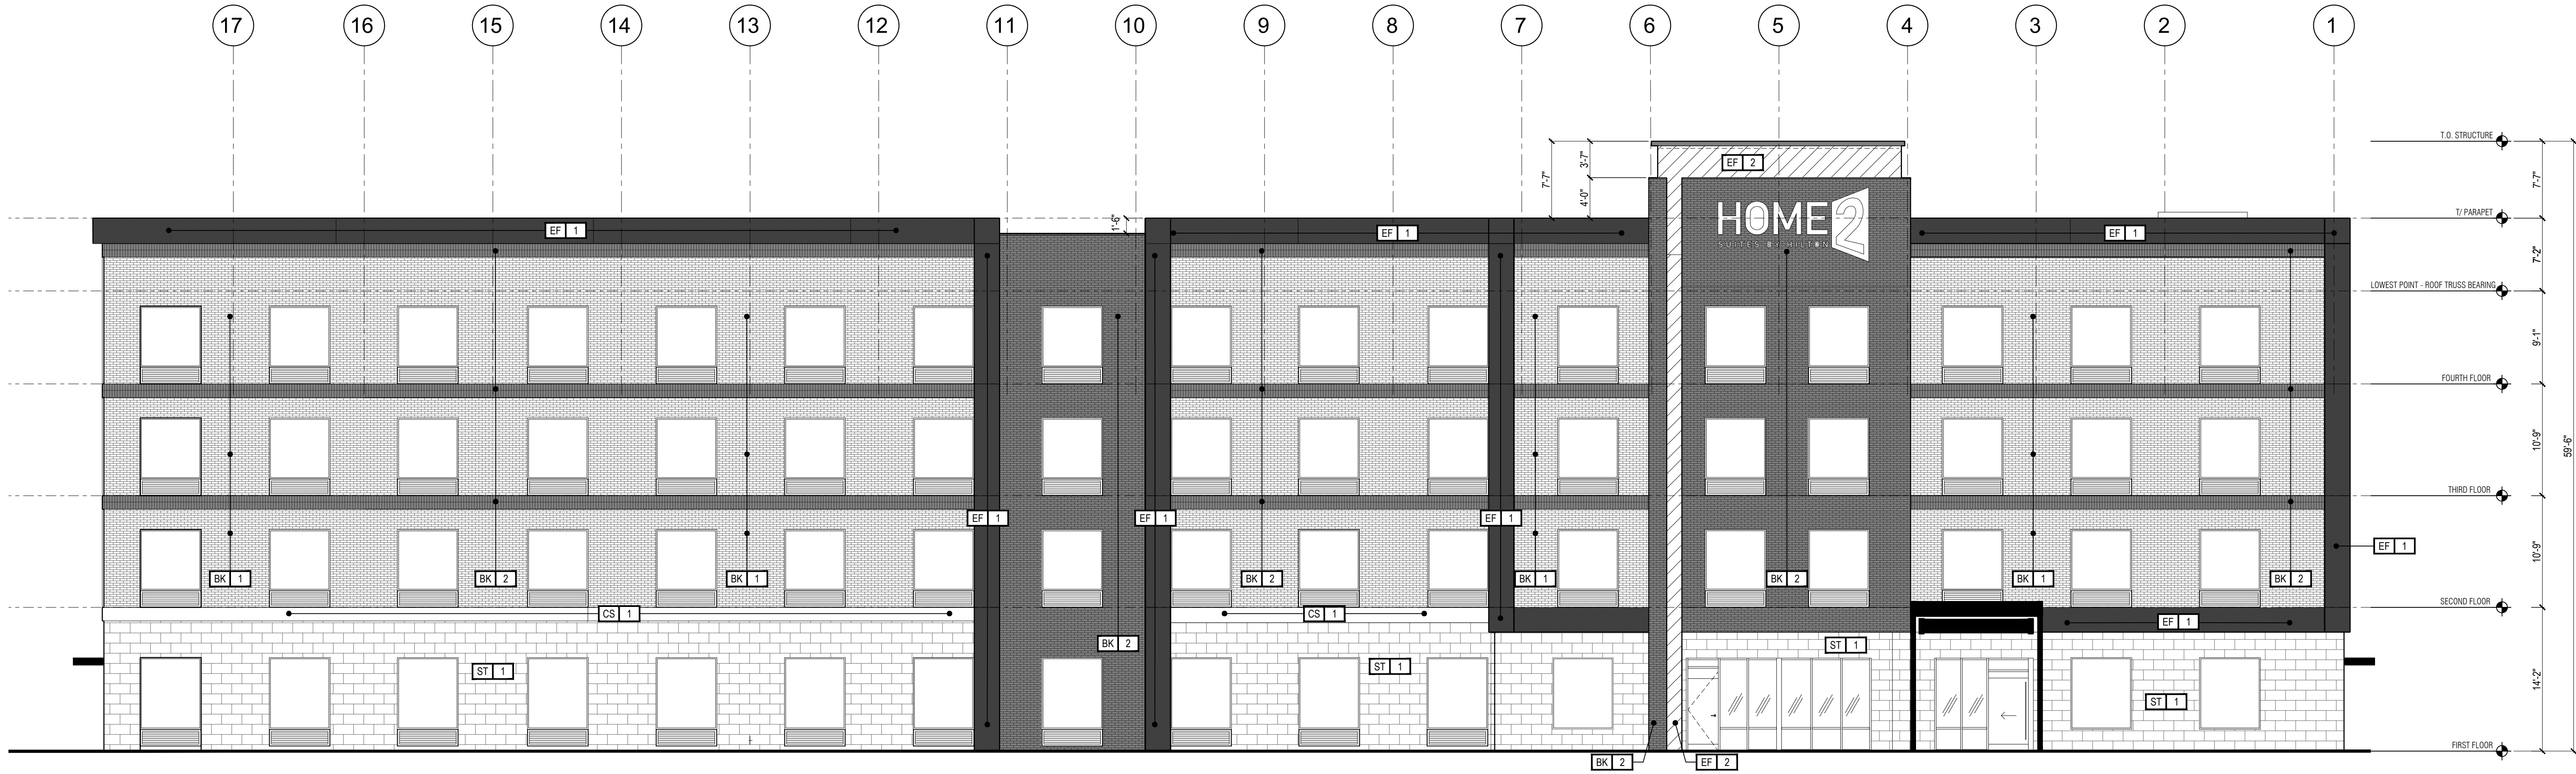 17 16 15 14 13 12 11 10 9 8 7 6 5 4 3 2 1
T.O. STRUCTURE
EF 2
3'-7"
7'-7"
7'-7"
4'-0"
HOME 2
SUITES BY HILTON
T/ PARAPET
1'-6"
EF 1
EF 1
EF 1
7'-2"
LOWEST POINT - ROOF TRUSS BEARING
9'-1"
FOURTH FLOOR
10'-9"
59'-6"
THIRD FLOOR
EF 1
EF 1
EF 1
EF 1
10'-9"
BK 1
BK 2
BK 1
BK 2
BK 1
BK 2
BK 1
BK 2
SECOND FLOOR
CS 1
CS 1
EF 1
BK 2
ST 1
ST 1
ST 1
ST 1
14'-2"
FIRST FLOOR
BK 2
EF 2